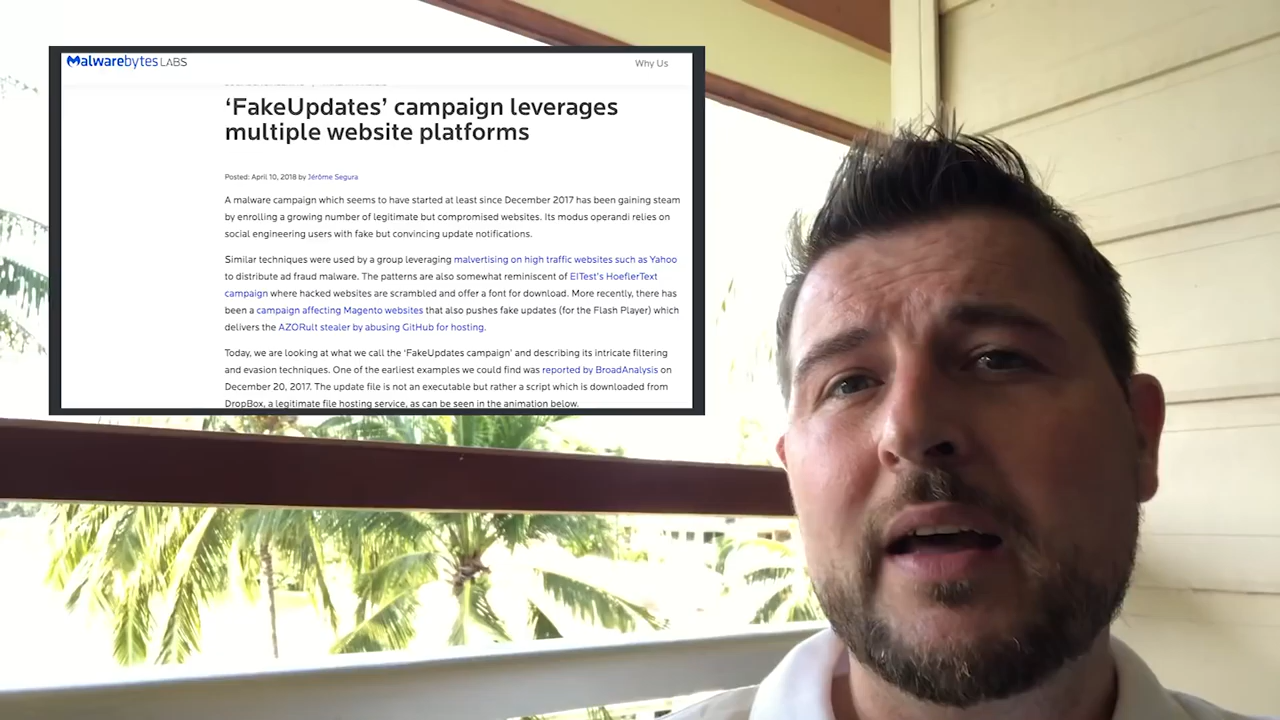 Malwarebytes LABS
Why Us
‘FakeUpdates’ campaign leverages
multiple website platforms
Posted: April 10, 2018 by Jérôme Segura
A malware campaign which seems to have started at least since December 2017 has been gaining steam
by enrolling a growing number of legitimate but compromised websites. Its modus operandi relies on
social engineering users with fake but convincing update notifications.
Similar techniques were used by a group leveraging malvertising on high traffic websites such as Yahoo
to distribute ad fraud malware. The patterns are also somewhat reminiscent of EITest's HoeflerText
campaign where hacked websites are scrambled and offer a font for download. More recently, there has
been a campaign affecting Magento websites that also pushes fake updates (for the Flash Player) which
delivers the AZORult stealer by abusing GitHub for hosting.
Today, we are looking at what we call the ‘FakeUpdates campaign’ and describing its intricate filtering
and evasion techniques. One of the earliest examples we could find was reported by BroadAnalysis on
December 20, 2017. The update file is not an executable but rather a script which is downloaded from
DropBox, a legitimate file hosting service, as can be seen in the animation below.